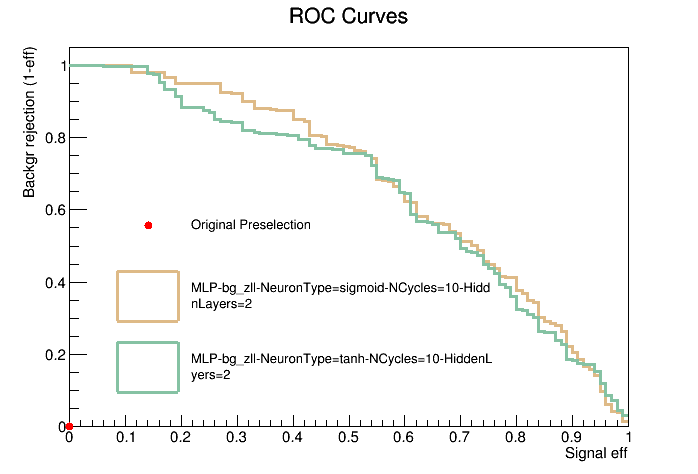 ROC Curves
Backgr rejection (1-eff)
1
0.8
0.6
0.4
0.2
0
Original Preselection
MLP-bg_zll-NeuronType=sigmoid-NCycles=10-Hidd
nLayers=2
MLP-bg_zll-NeuronType=tanh-NCycles=10-HiddenL
yers=2
0 0.1 0.2 0.3 0.4 0.5 0.6 0.7 0.8 0.9 1
Signal eff